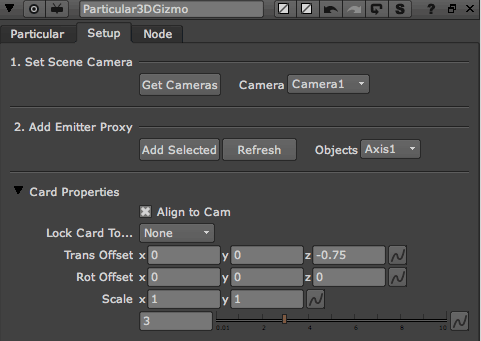 Particular3DGizmo S ?
Particular Setup Node
1. Set Scene Camera
Get Cameras Camera Camera1
2. Add Emitter Proxy
Add Selected Refresh Objects Axis1
Card Properties
Align to Cam
Lock Card To... None
Trans Offset x 0 y 0 z -0.75
Rot Offset x 0 y 0 z 0
Scale x 1 y 1
3 0.01 2 4 6 8 10